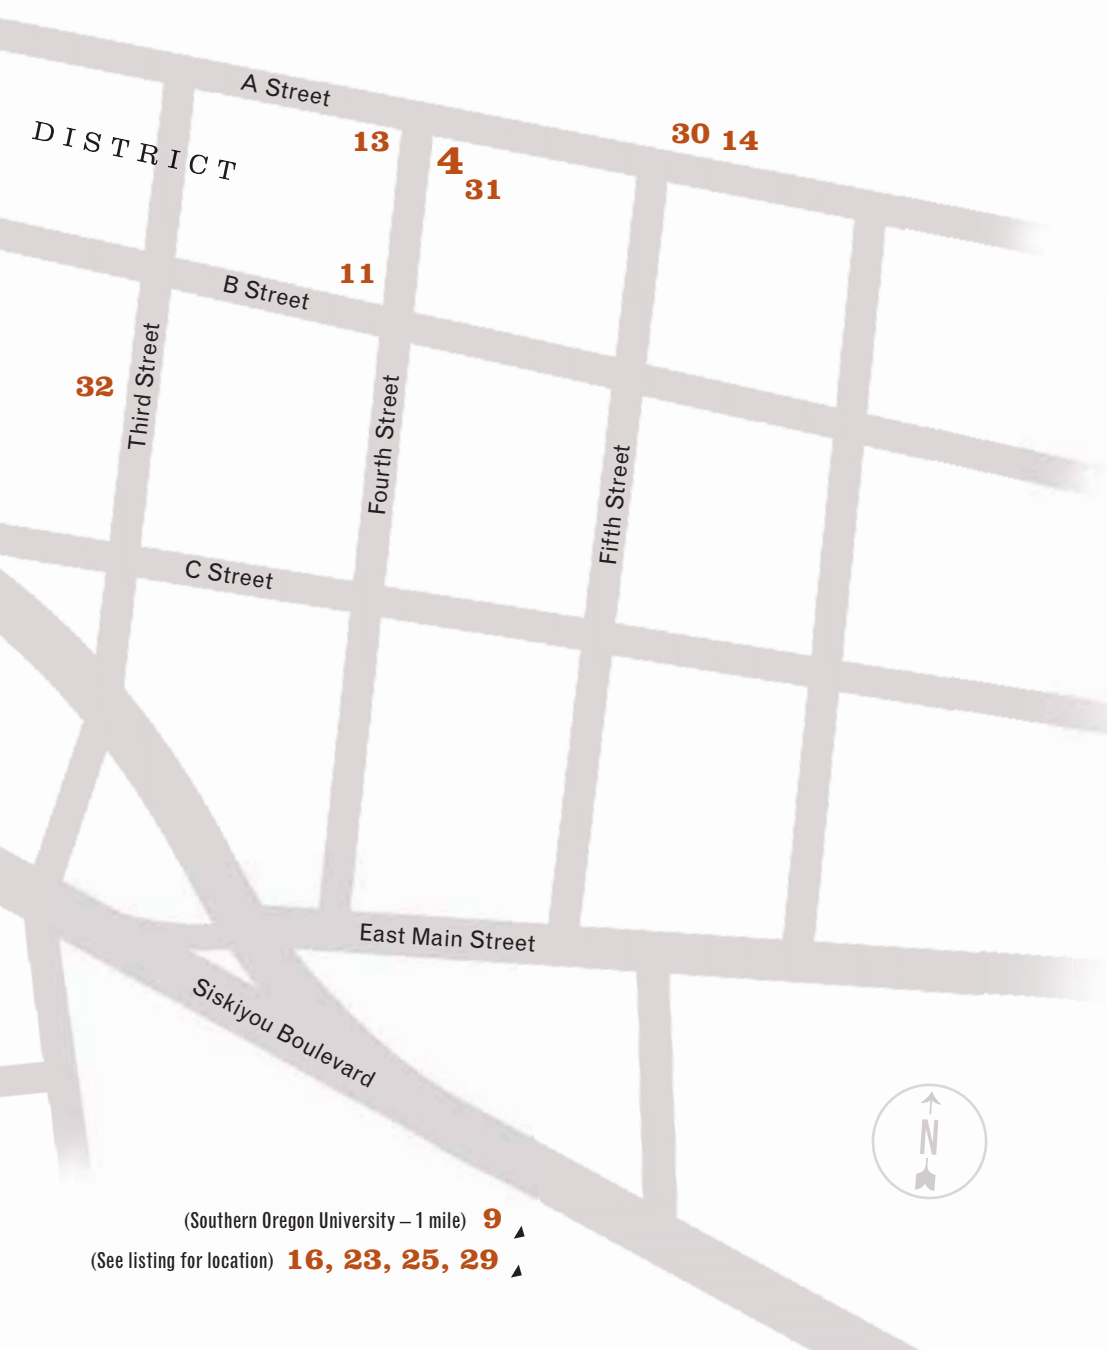 A Street
DISTRICT
13
4
31
30
14
11
B Street
32
Third Street
Fourth Street
Fifth Street
C Street
East Main Street
Siskiyou Boulevard
N
(Southern Oregon University – 1 mile) 9
(See listing for location) 16, 23, 25, 29